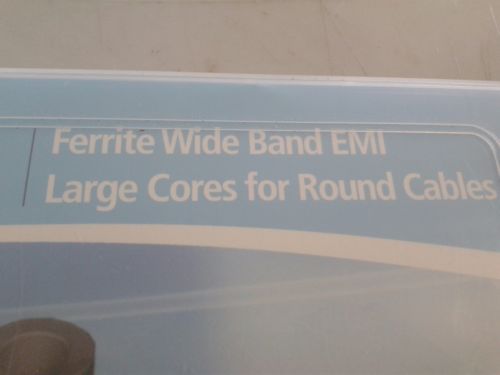 Ferrite Wide Band EMI
Large Cores for Round Cables